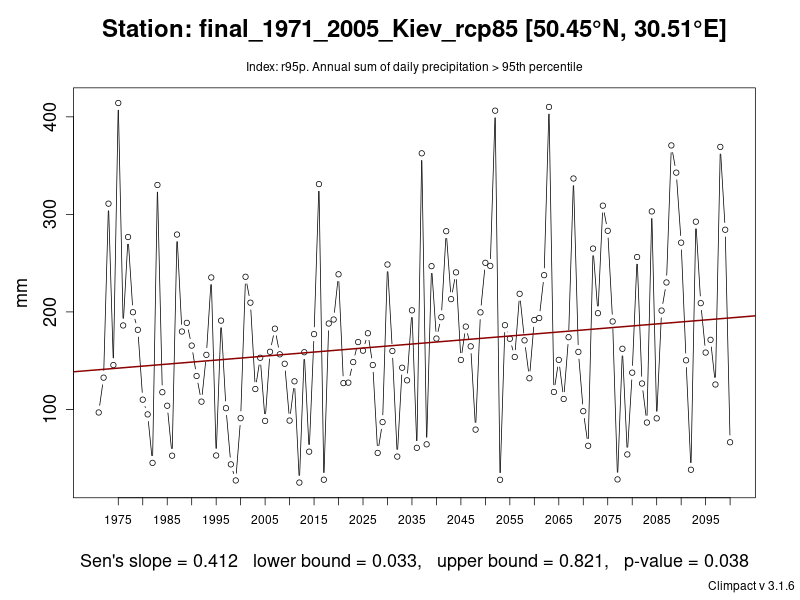 Station: final_1971_2005_Kiev_rcp85 [50.45°N, 30.51°E]
Index: r95p. Annual sum of daily precipitation > 95th percentile
400
300
200
100
mm
1975 1985 1995 2005 2015 2025 2035 2045 2055 2065 2075 2085 2095
Sen's slope = 0.412 lower bound = 0.033, upper bound = 0.821, p-value = 0.038
Climpact v 3.1.6